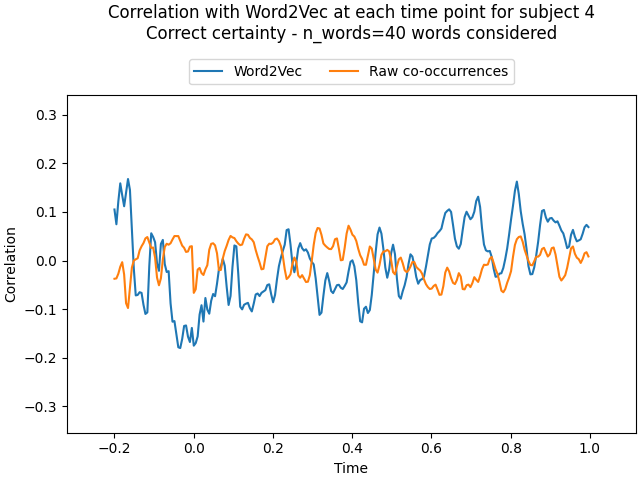 Correlation with Word2Vec at each time point for subject 4
Correct certainty - n_words=40 words considered
Word2Vec
Raw co-occurrences
0.3
0.2
0.1
0.0
−0.1
−0.2
−0.3
Correlation
−0.2
0.0
0.2
0.4
0.6
0.8
1.0
Time